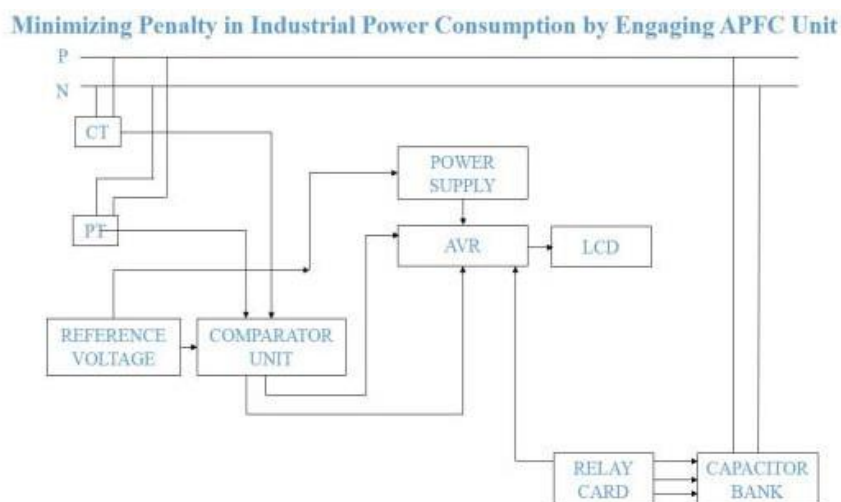 Minimizing Penalty in Industrial Power Consumption by Engaging APFC Unit
P
N
CT
POWER
SUPPLY
PT
AVR
LCD
REFERENCE
VOLTAGE
COMPARATOR
UNIT
RELAY
CARD
CAPACITOR
BANK